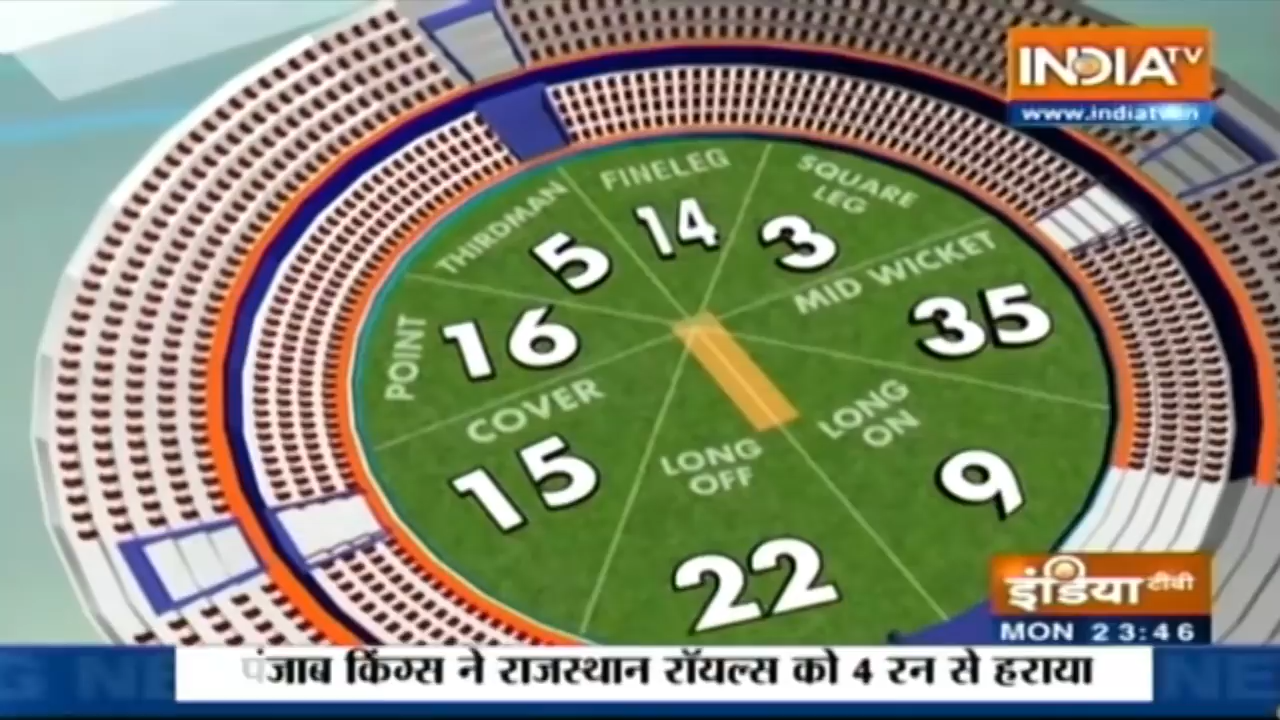 INDIA TV
www.indiatv.in
FINELEG
14
SQUARE
LEG
3
THIRDMAN
5
MID WICKET
35
POINT
16
COVER
15
LONG
ON
9
LONG
OFF
22
इंडिया टीवी
MON 23:46
पंजाब किंग्स ने राजस्थान रॉयल्स को 4 रन से हराया